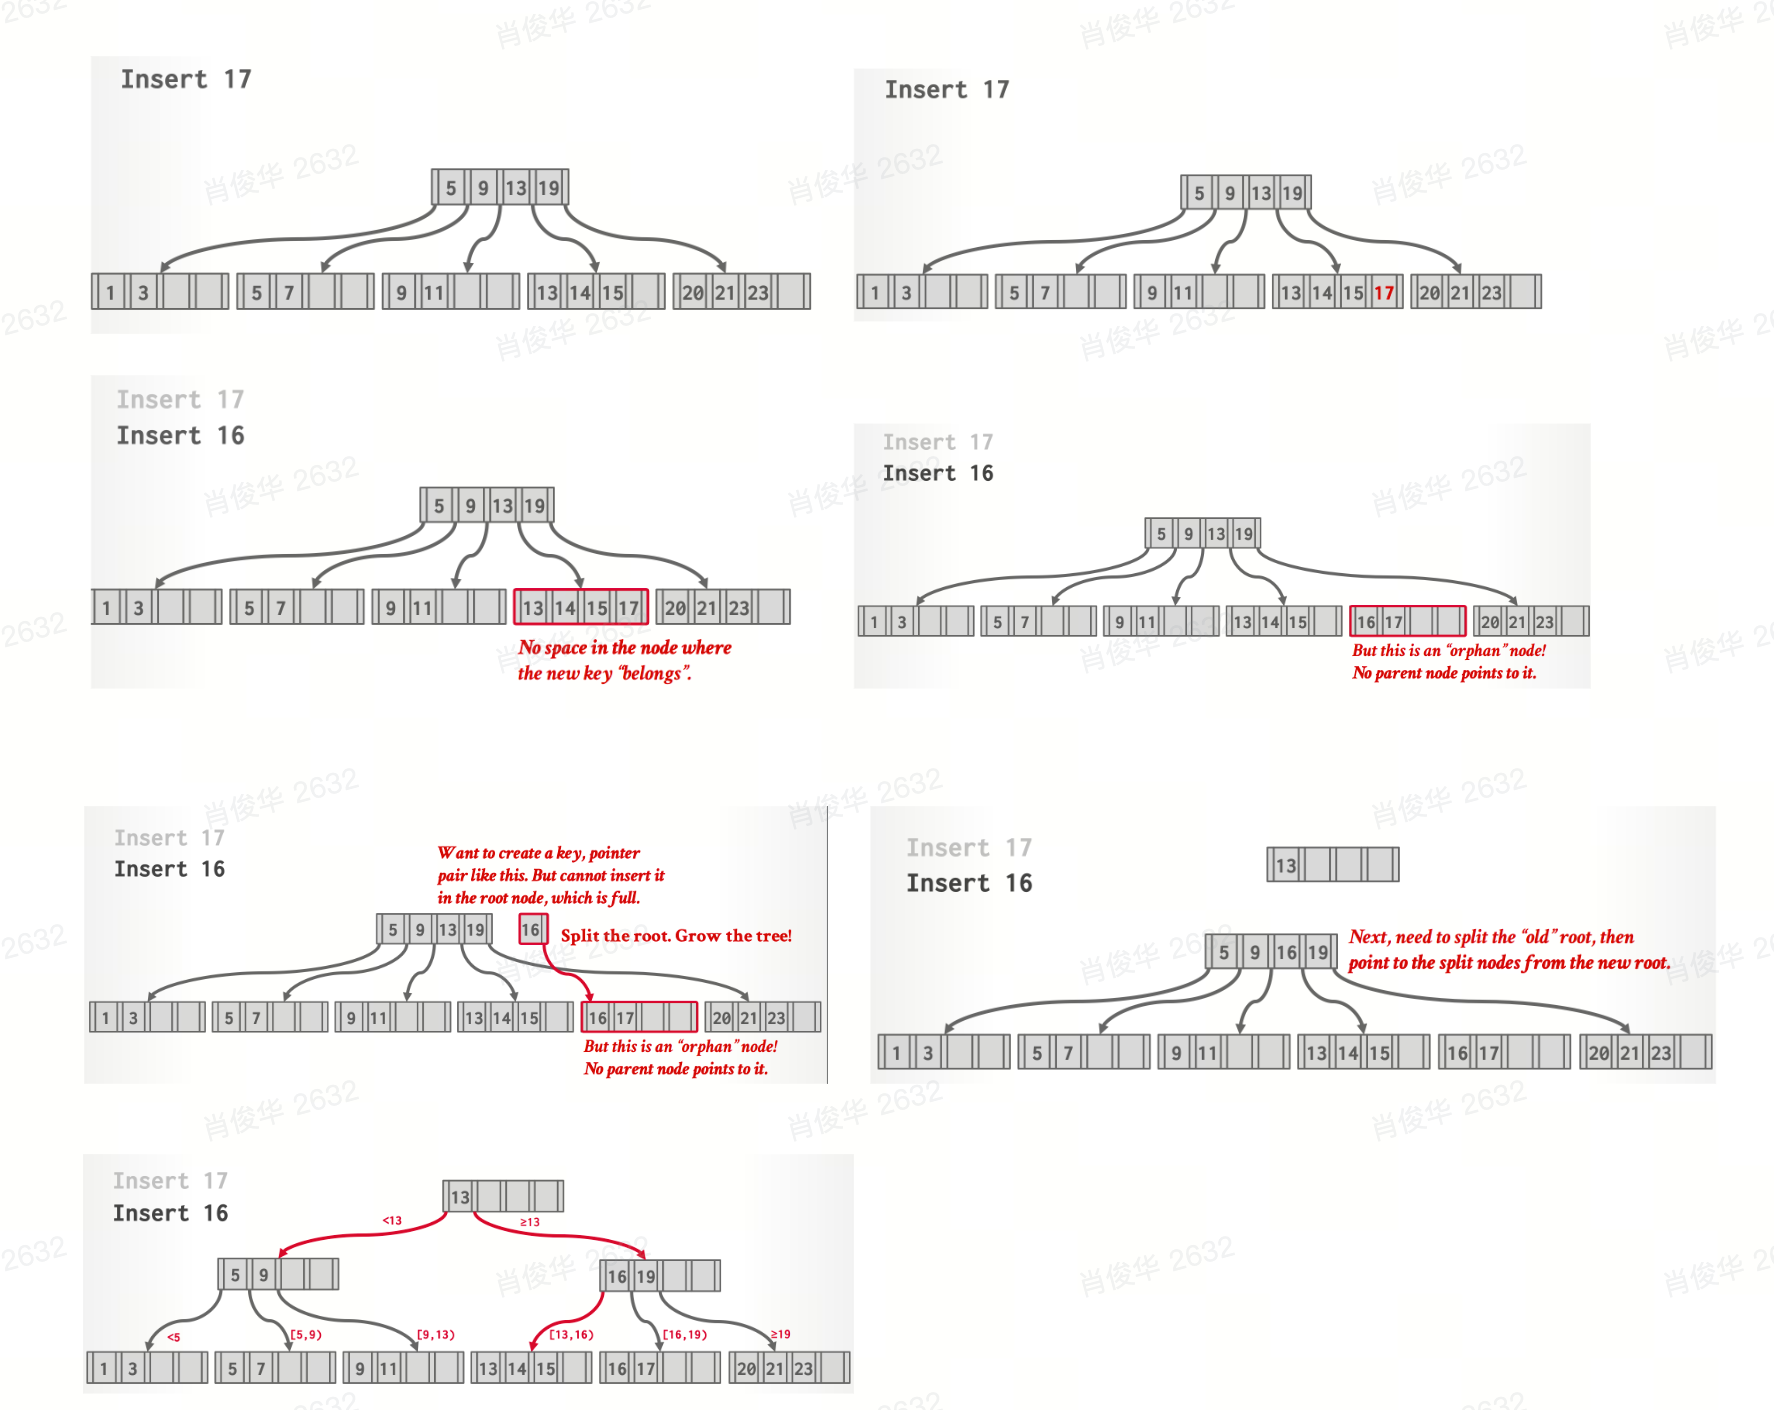 Insert 17
5 9 13 19
1 3 5 7 9 11 13 14 15 20 21 23
Insert 17
5 9 13 19
1 3 5 7 9 11 13 14 15 17 20 21 23
Insert 17
Insert 16
5 9 13 19
1 3 5 7 9 11 13 14 15 17 20 21 23
No space in the node where
the new key “belongs”.
Insert 17
Insert 16
5 9 13 19
1 3 5 7 9 11 13 14 15 16 17 20 21 23
But this is an “orphan” node!
No parent node points to it.
Insert 17
Insert 16
Want to create a key, pointer
pair like this. But cannot insert it
in the root node, which is full.
5 9 13 19 16 Split the root. Grow the tree!
1 3 5 7 9 11 13 14 15 16 17 20 21 23
But this is an “orphan” node!
No parent node points to it.
Insert 17
Insert 16
13
Next, need to split the “old” root, then
point to the split nodes from the new root.
5 9 16 19
1 3 5 7 9 11 13 14 15 16 17 20 21 23
Insert 17
Insert 16
13
<13 ≥13
5 9 16 19
<5 [5,9) [9,13) [13,16) [16,19) ≥19
1 3 5 7 9 11 13 14 15 16 17 20 21 23
肖俊华 2632